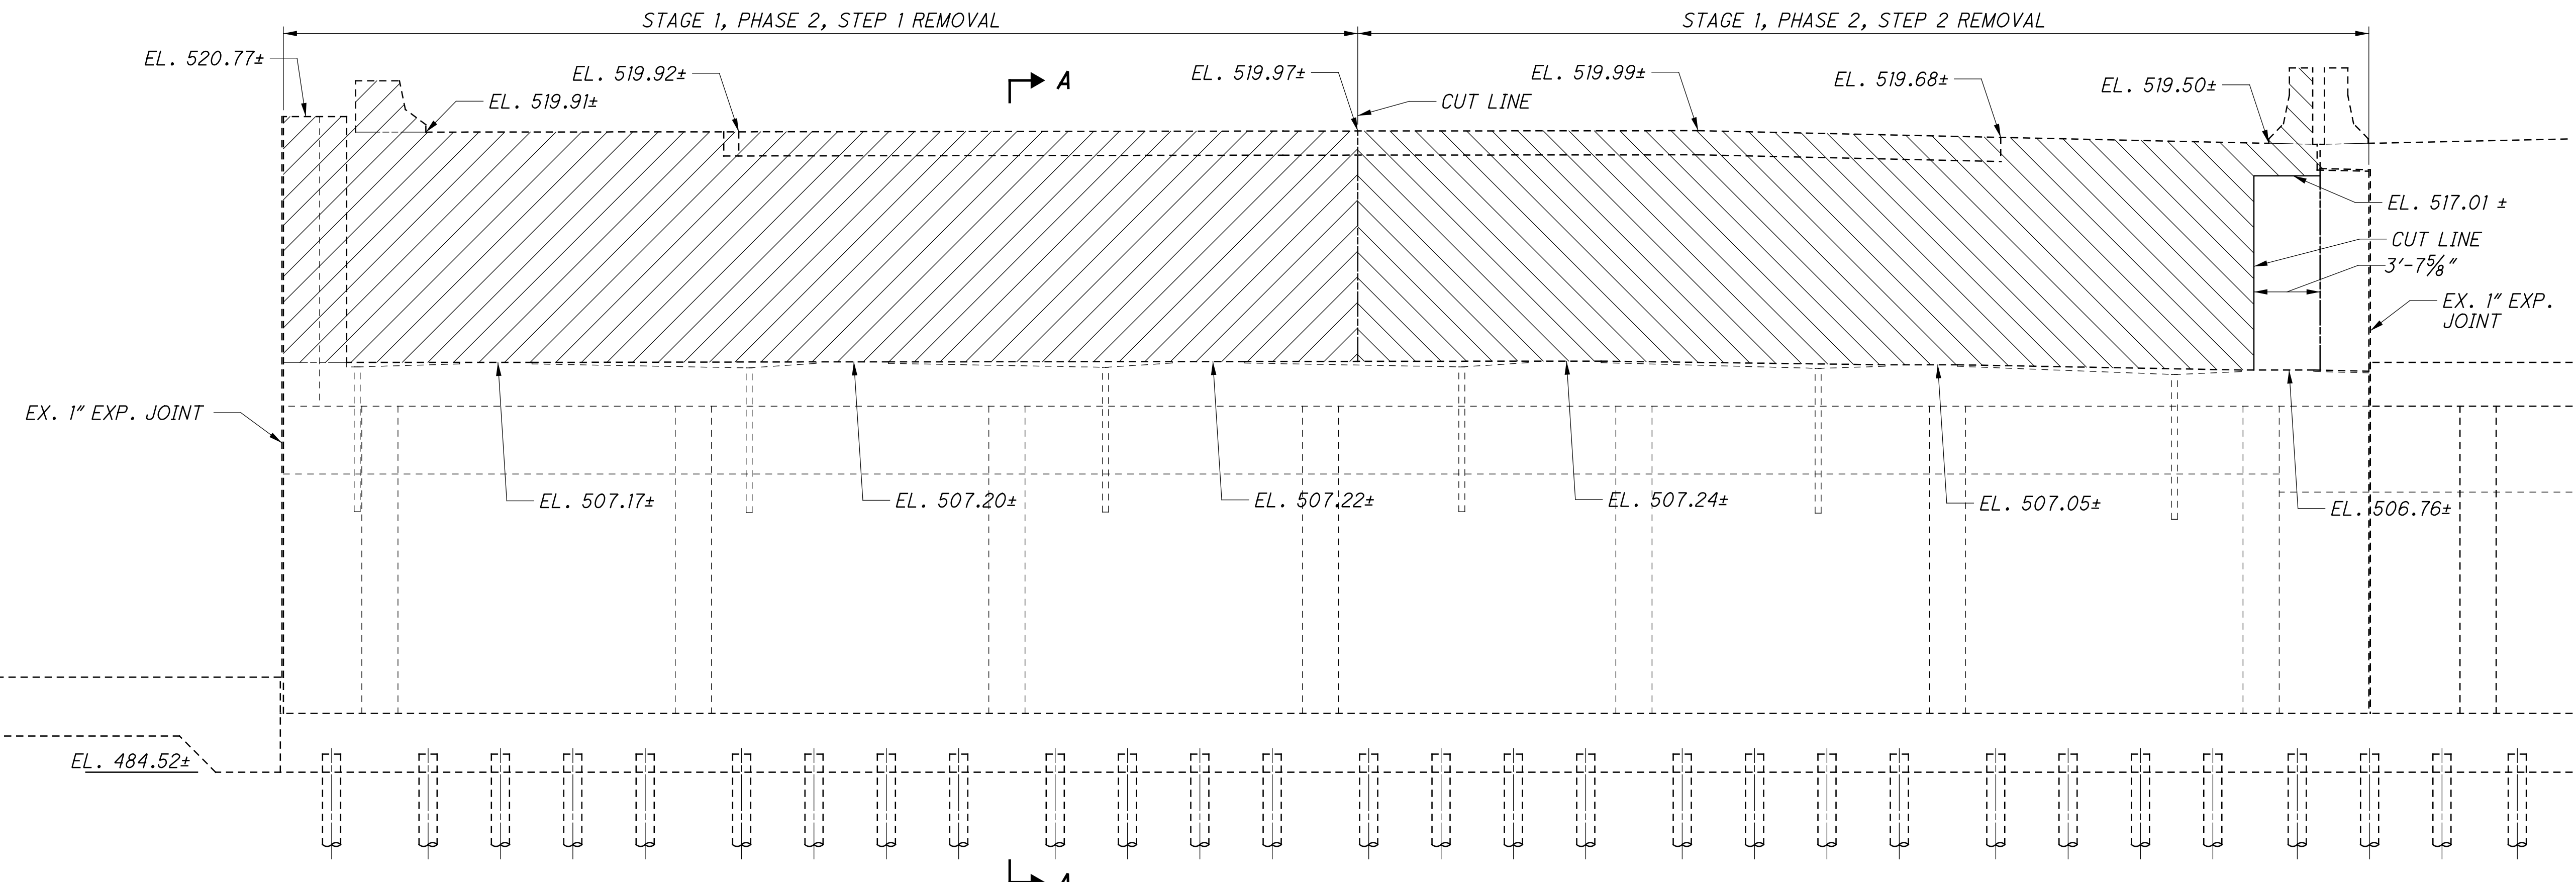 STAGE 1, PHASE 2, STEP 1 REMOVAL
STAGE 1, PHASE 2, STEP 2 REMOVAL
EL. 520.77±
EL. 519.92±
EL. 519.91±
A
EL. 519.97±
CUT LINE
EL. 519.99±
EL. 519.68±
EL. 519.50±
EL. 517.01 ±
CUT LINE
3'-7⅝"
EX. 1" EXP.
JOINT
EX. 1" EXP. JOINT
EL. 507.17±
EL. 507.20±
EL. 507.22±
EL. 507.24±
EL. 507.05±
EL. 506.76±
EL. 484.52±
A